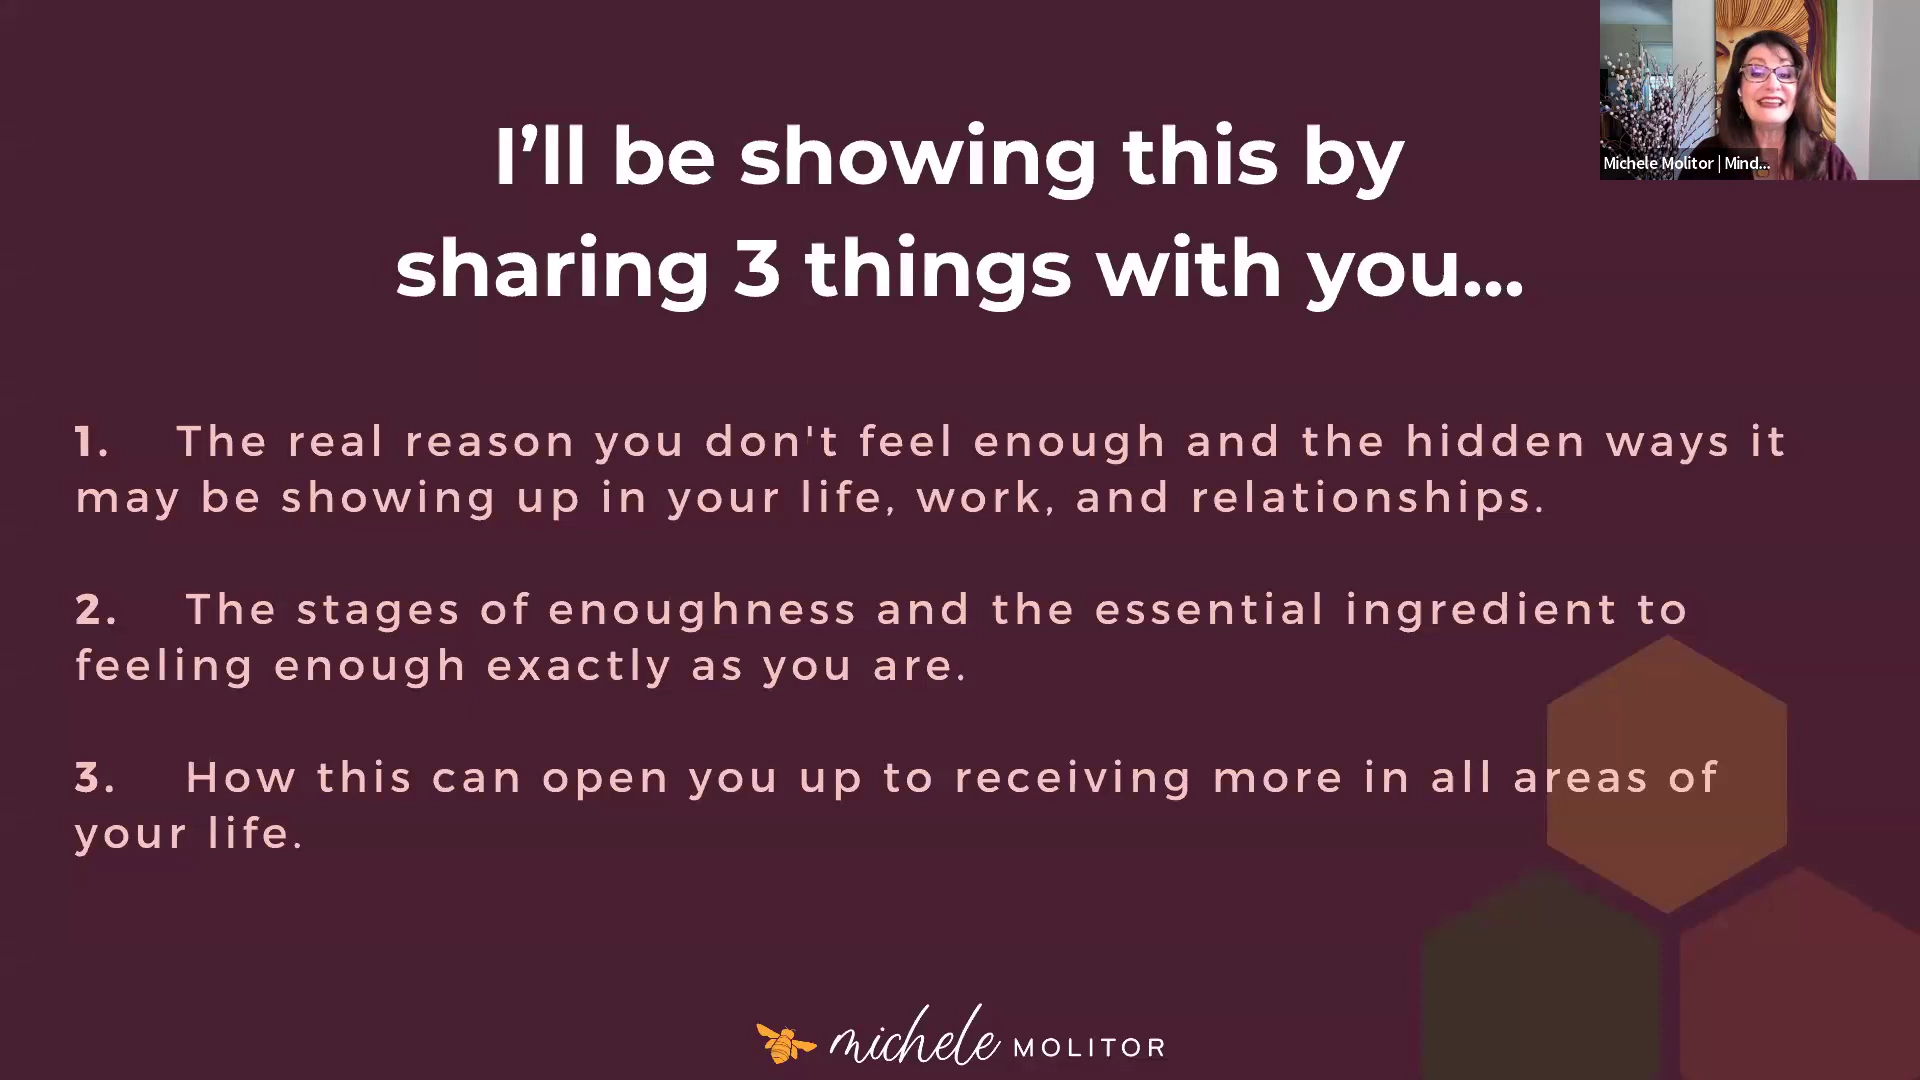 I’ll be showing this by
sharing 3 things with you...
Michele Molitor | Mind...
1. The real reason you don't feel enough and the hidden ways it
may be showing up in your life, work, and relationships.
2. The stages of enoughness and the essential ingredient to
feeling enough exactly as you are.
3. How this can open you up to receiving more in all areas of
your life.
michele MOLITOR